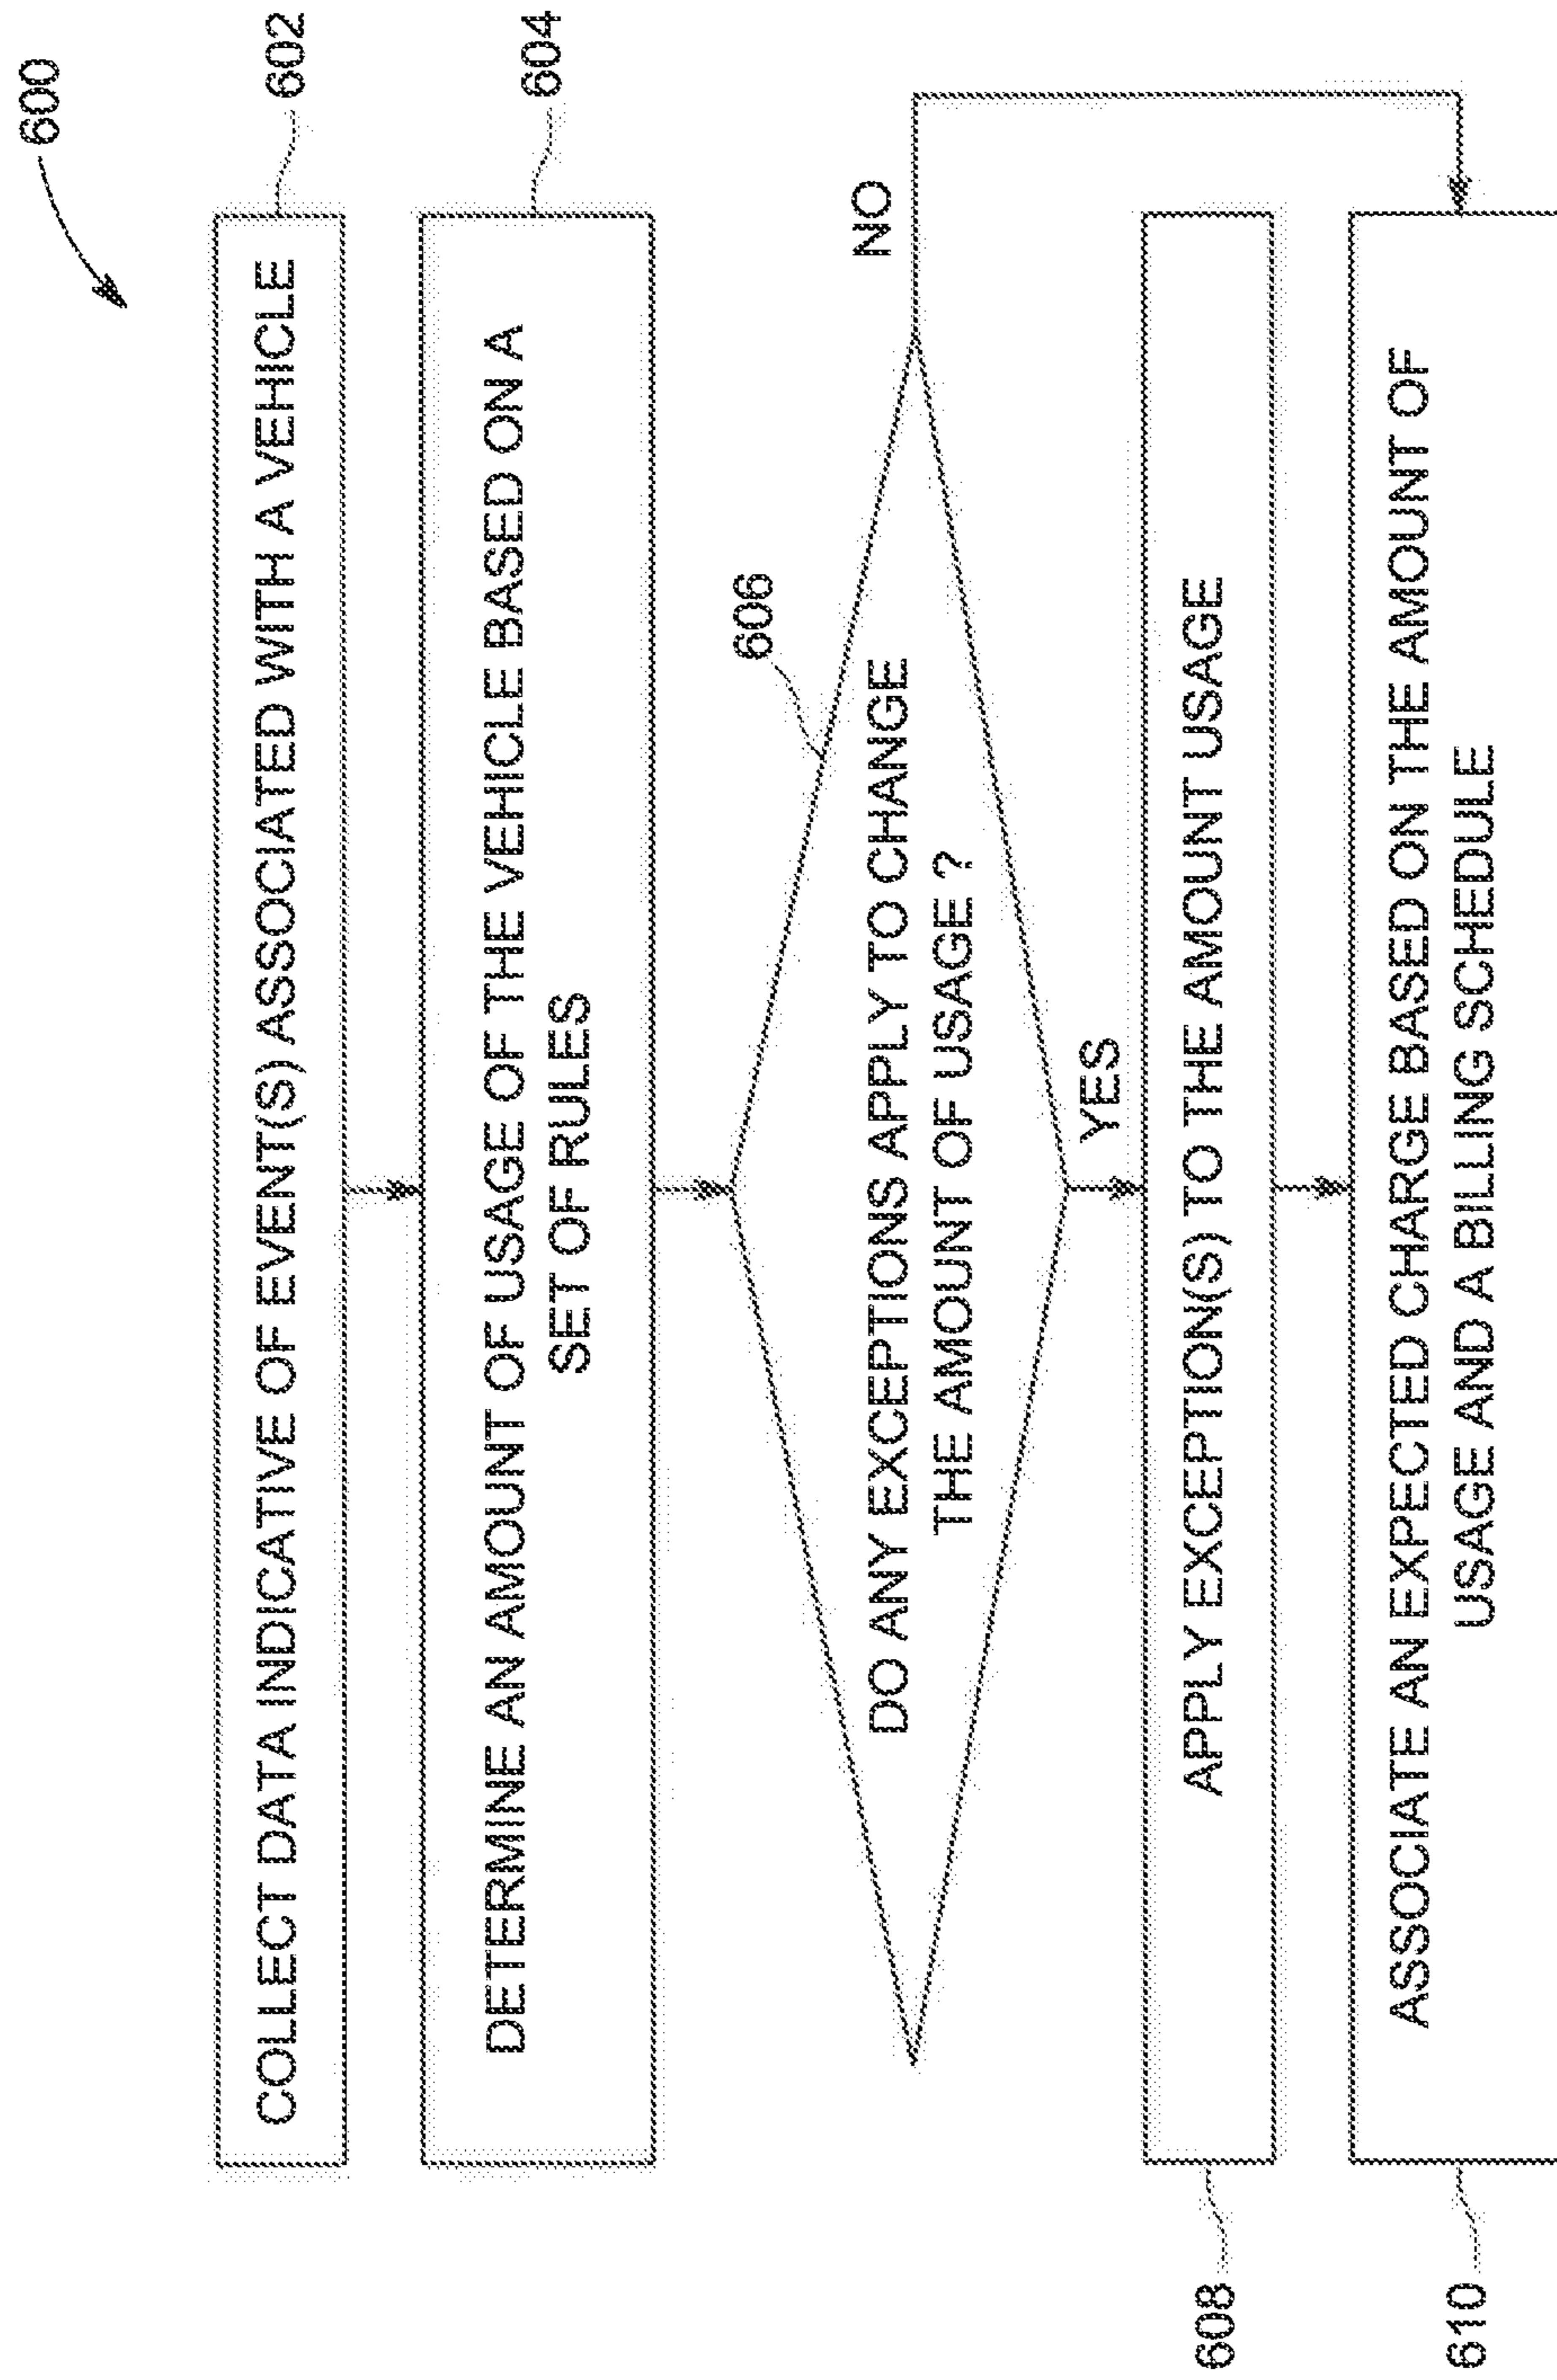 600
COLLECT DATA INDICATIVE OF EVENT(S) ASSOCIATED WITH A VEHICLE
602
DETERMINE AN AMOUNT OF USAGE OF THE VEHICLE BASED ON A
SET OF RULES
604
606
DO ANY EXCEPTIONS APPLY TO CHANGE
THE AMOUNT OF USAGE ?
NO
YES
608
APPLY EXCEPTION(S) TO THE AMOUNT USAGE
610
ASSOCIATE AN EXPECTED CHARGE BASED ON THE AMOUNT OF
USAGE AND A BILLING SCHEDULE